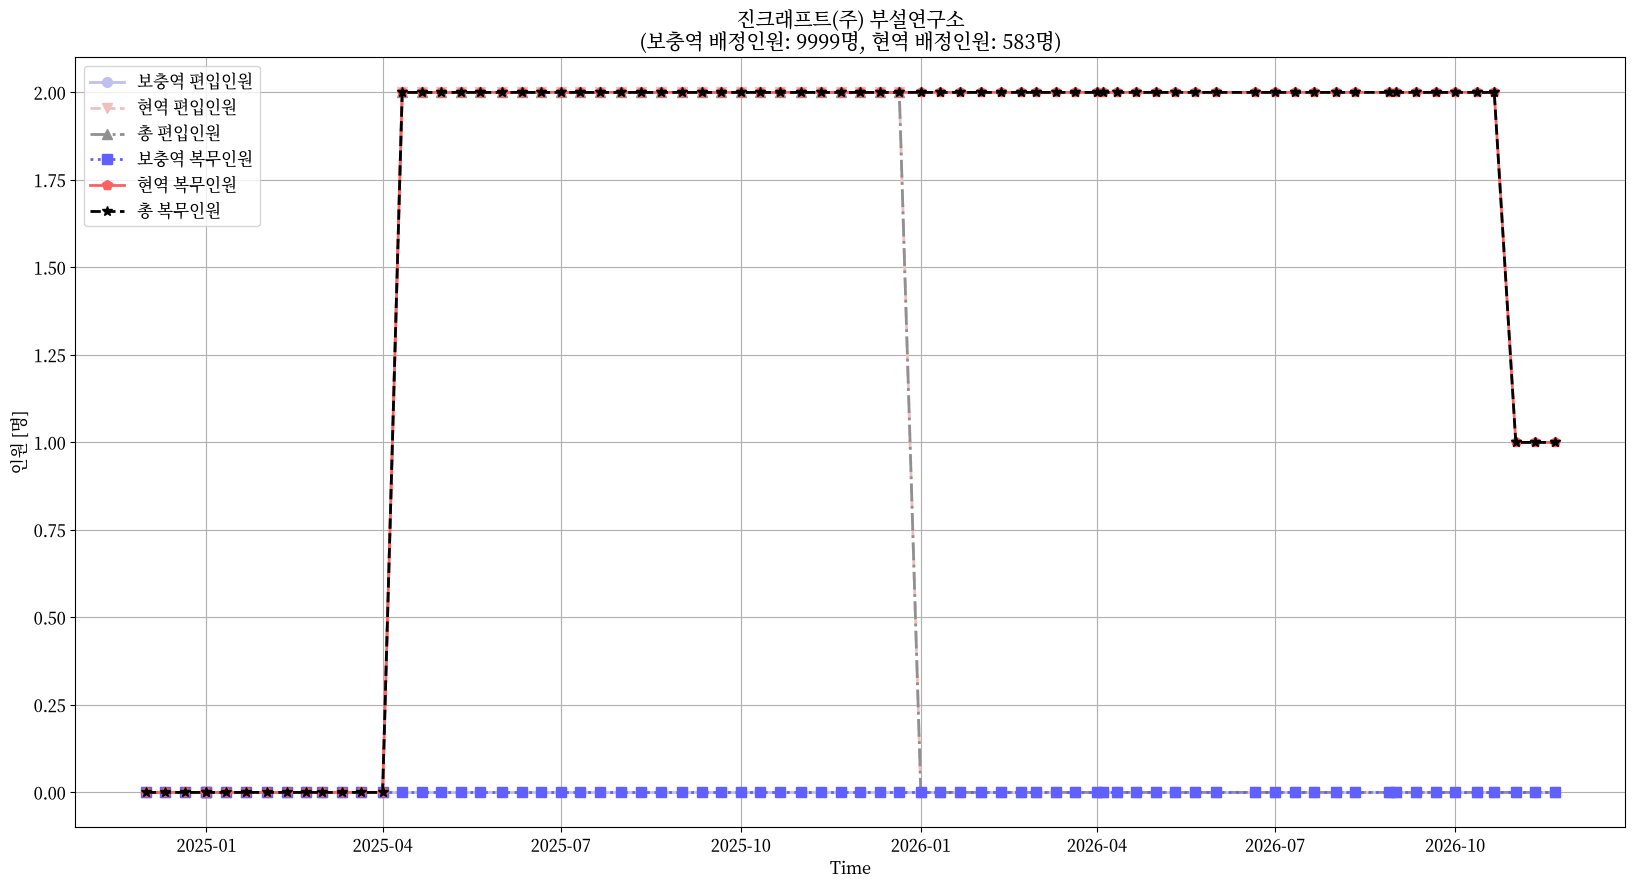 진크래프트(주) 부설연구소
(보충역 배정인원: 9999명, 현역 배정인원: 583명)
보충역 편입인원
현역 편입인원
총 편입인원
보충역 복무인원
현역 복무인원
총 복무인원
2.00
1.75
1.50
1.25
1.00
0.75
0.50
0.25
0.00
인원 [명]
2025-01 2025-04 2025-07 2025-10 2026-01 2026-04 2026-07 2026-10
Time